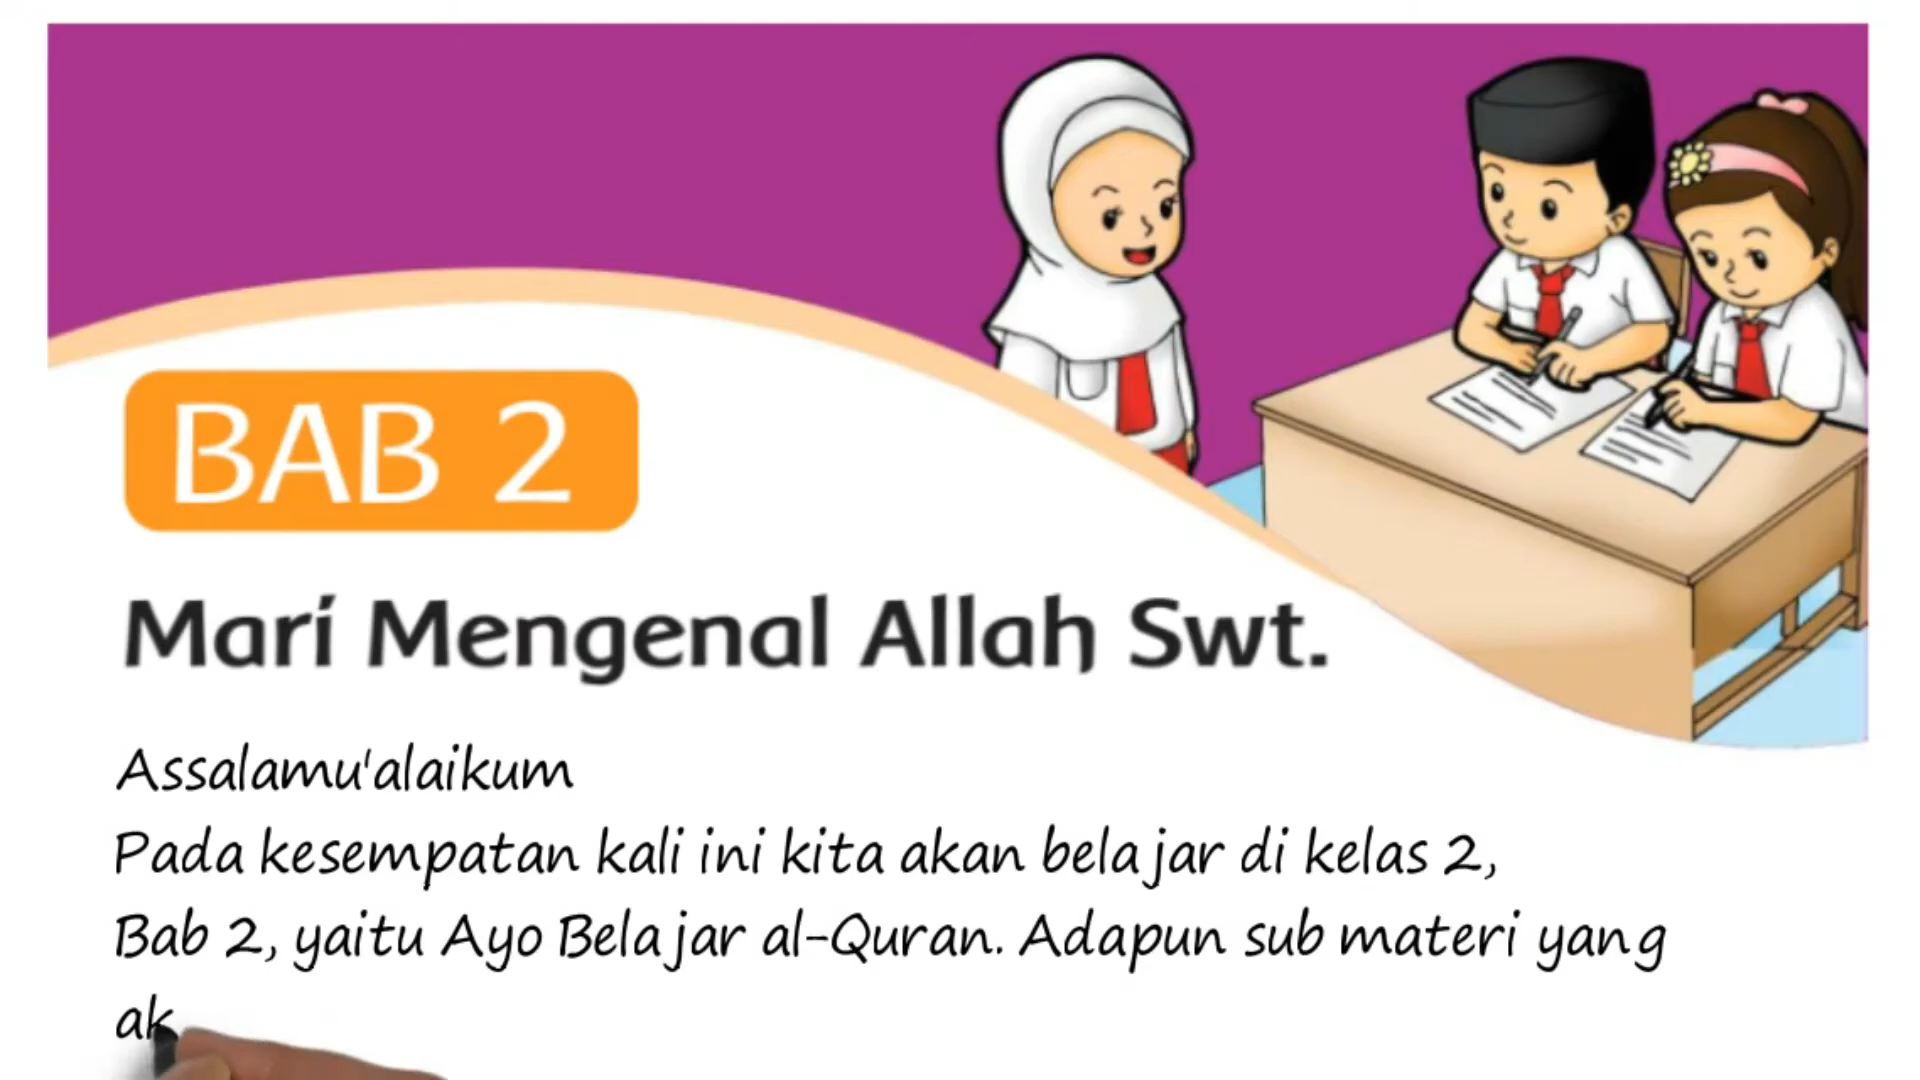 BAB 2
Mari Mengenal Allah Swt.
Assalamu'alaikum
Pada kesempatan kali ini kita akan belajar di kelas 2,
Bab 2, yaitu Ayo Belajar al-Quran. Adapun sub materi yang
ak